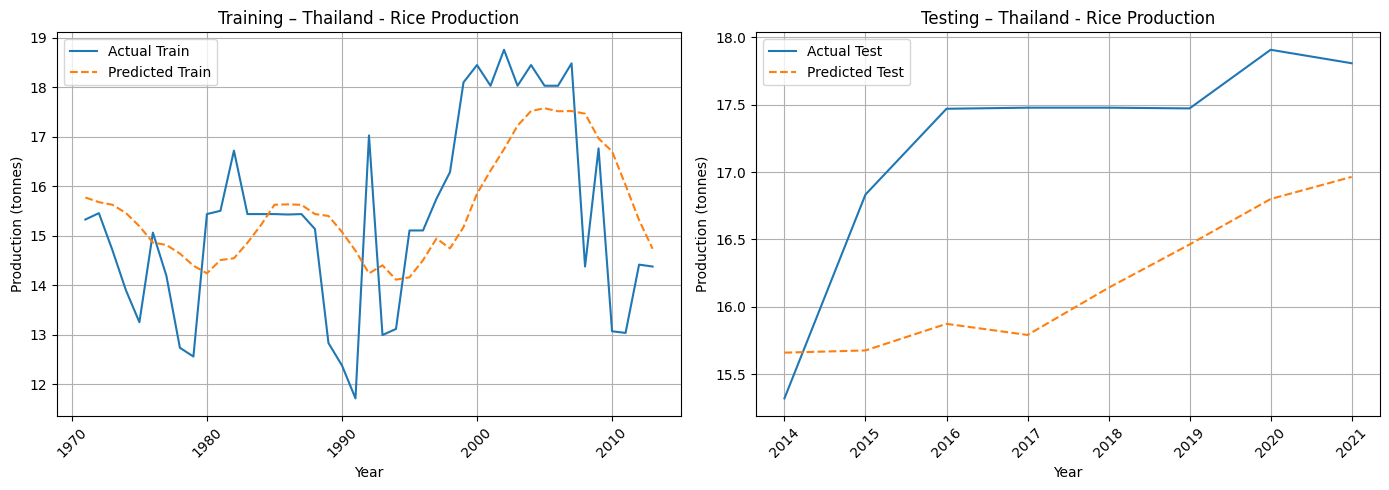 Training – Thailand - Rice Production
Actual Train
Predicted Train
Production (tonnes)
19
18
17
16
15
14
13
12
1970
1980
1990
2000
2010
Year
Testing – Thailand - Rice Production
Actual Test
Predicted Test
Production (tonnes)
18.0
17.5
17.0
16.5
16.0
15.5
2014
2015
2016
2017
2018
2019
2020
2021
Year